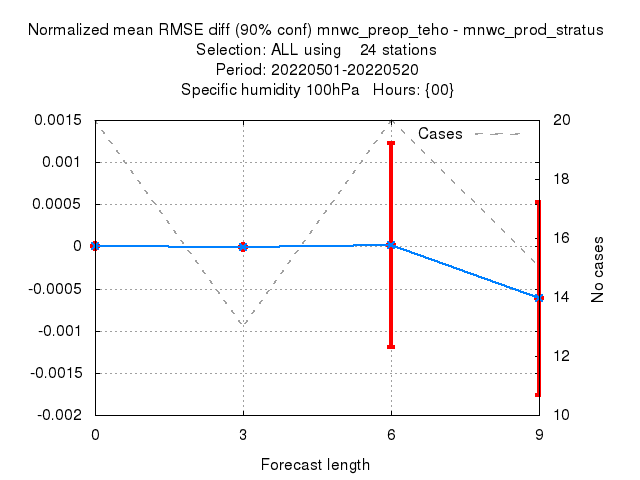 Normalized mean RMSE diff (90% conf) mnwc_preop_teho - mnwc_prod_stratus
Selection: ALL using    24 stations
Period: 20220501-20220520
Specific humidity 100hPa   Hours: {00}
Cases
0.0015
0.001
0.0005
0
-0.0005
-0.001
-0.0015
-0.002
20
18
16
14
12
10
No cases
0 3 6 9
Forecast length